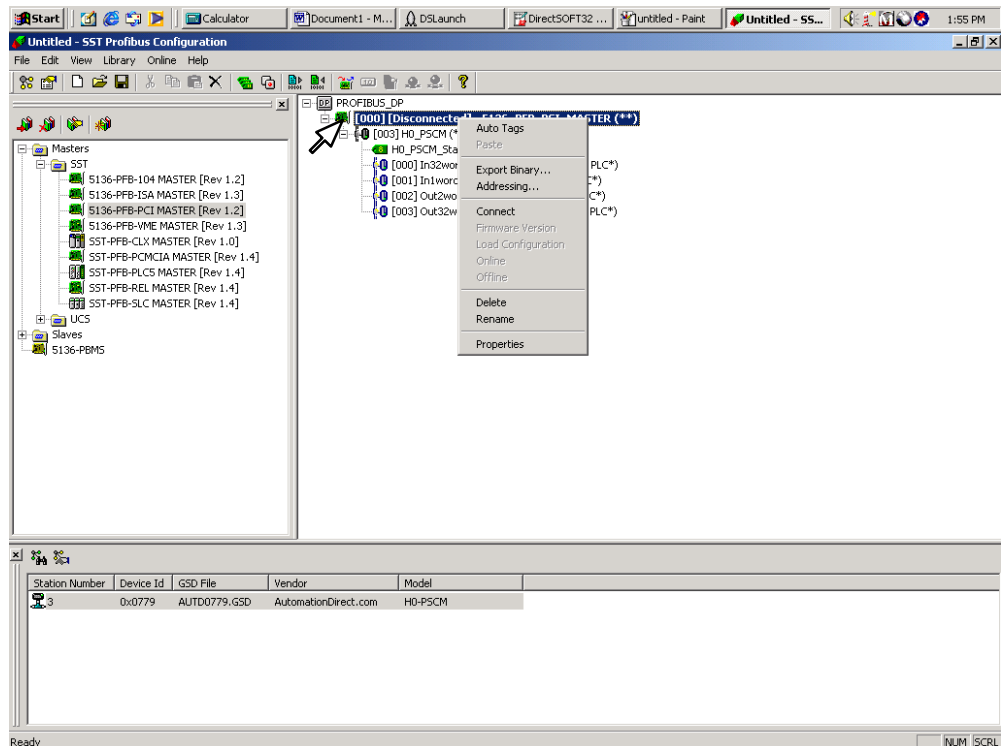 Start Calculator Document1 - M... DSLaunch DirectSOFT32 ... untitled - Paint Untitled - SS... 1:55 PM
Untitled - SST Profibus Configuration
File Edit View Library Online Help
Masters
SST
5136-PFB-104 MASTER [Rev 1.2]
5136-PFB-ISA MASTER [Rev 1.3]
5136-PFB-PCI MASTER [Rev 1.2]
5136-PFB-VME MASTER [Rev 1.3]
SST-PFB-CLX MASTER [Rev 1.0]
SST-PFB-PCMCIA MASTER [Rev 1.4]
SST-PFB-PLC5 MASTER [Rev 1.4]
SST-PFB-REL MASTER [Rev 1.4]
SST-PFB-SLC MASTER [Rev 1.4]
UCS
Slaves
5136-PBMS
DP PROFIBUS_DP
[000] [Disconnected] 5136-PFB-PCI MASTER (**)
[003] H0_PSCM (*
H0_PSCM_Sta
[000] In32wor PLC*)
[001] In1word C*)
[002] Out2wo C*)
[003] Out32w PLC*)
Auto Tags
Paste
Export Binary...
Addressing...
Connect
Firmware Version
Load Configuration
Online
Offline
Delete
Rename
Properties
Station Number Device Id GSD File Vendor Model
3 0x0779 AUTD0779.GSD AutomationDirect.com H0-PSCM
Ready NUM SCRL